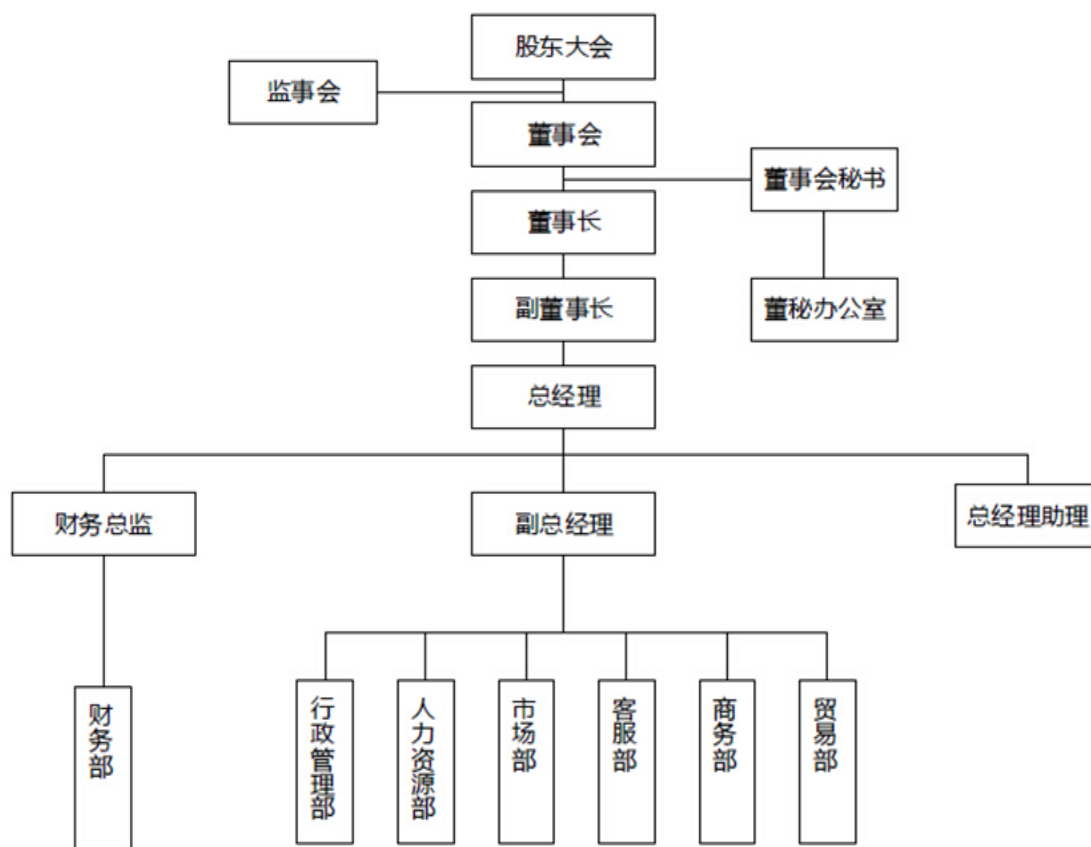 股东大会
监事会
董事会
董事会秘书
董事长
副董事长
董秘办公室
总经理
财务总监
副总经理
总经理助理
财务部
行政管理部
人力资源部
市场部
客服部
商务部
贸易部